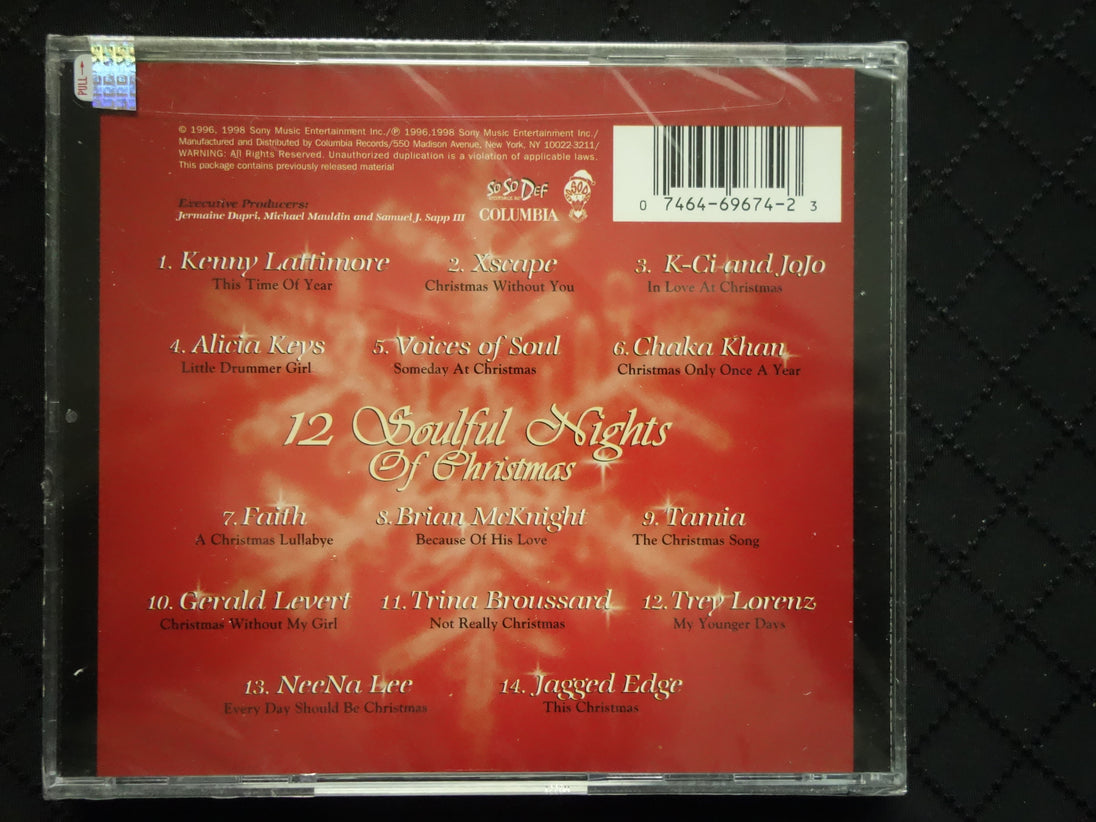 PULL→
© 1996, 1998 Sony Music Entertainment Inc./℗ 1996,1998 Sony Music Entertainment Inc./
Manufactured and Distributed by Columbia Records/550 Madison Avenue, New York, NY 10022-3211/
WARNING: All Rights Reserved. Unauthorized duplication is a violation of applicable laws.
This package contains previously released material
Executive Producers:
Jermaine Dupri, Michael Mauldin and Samuel J. Sapp III
SO SO DEF
COLUMBIA
0 7464-69674-2 3
1. Kenny Lattimore 2. Xscape 3. K-Ci and JoJo
This Time Of Year Christmas Without You In Love At Christmas
4. Alicia Keys 5. Voices of Soul 6. Chaka Khan
Little Drummer Girl Someday At Christmas Christmas Only Once A Year
12 Soulful Nights
Of Christmas
7. Faith 8. Brian McKnight 9. Tamia
A Christmas Lullabye Because Of His Love The Christmas Song
10. Gerald Levert 11. Trina Broussard 12. Trey Lorenz
Christmas Without My Girl Not Really Christmas My Younger Days
13. NeeNa Lee 14. Jagged Edge
Every Day Should Be Christmas This Christmas